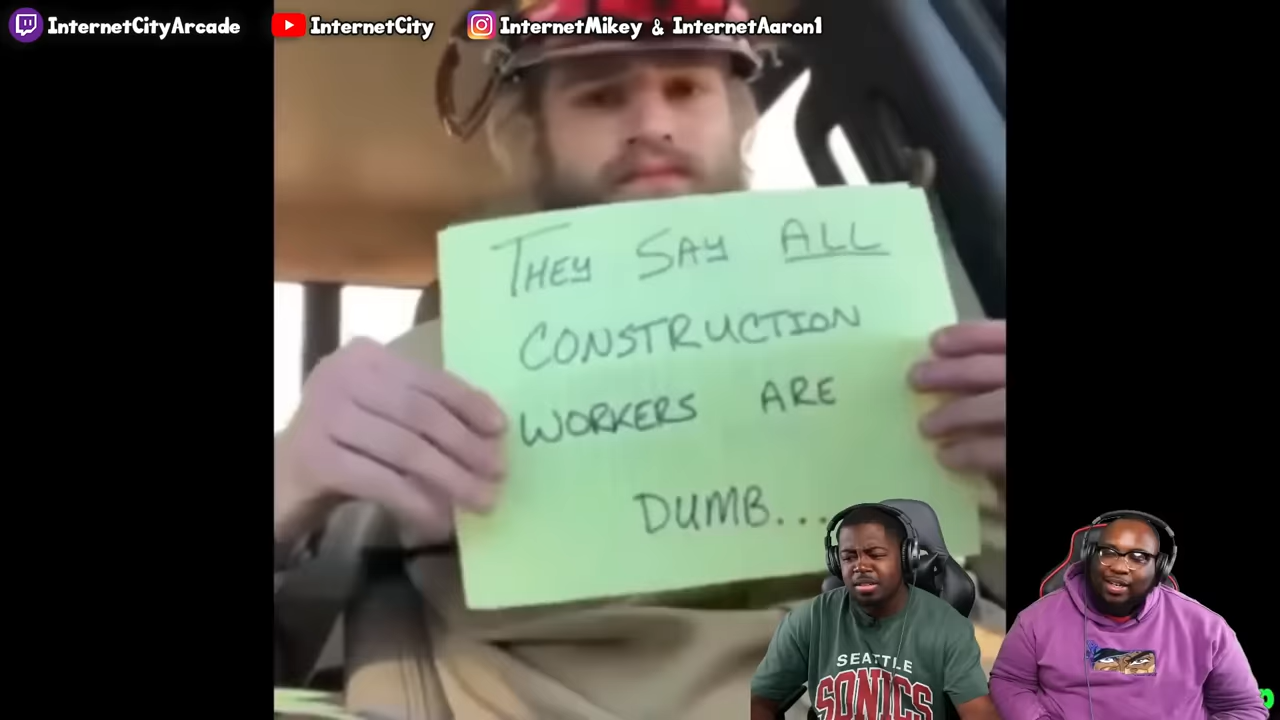 InternetCityArcade InternetCity InternetMikey & InternetAaron1
THEY SAY ALL
CONSTRUCTION
WORKERS ARE
DUMB...
SEATTLE
SONICS